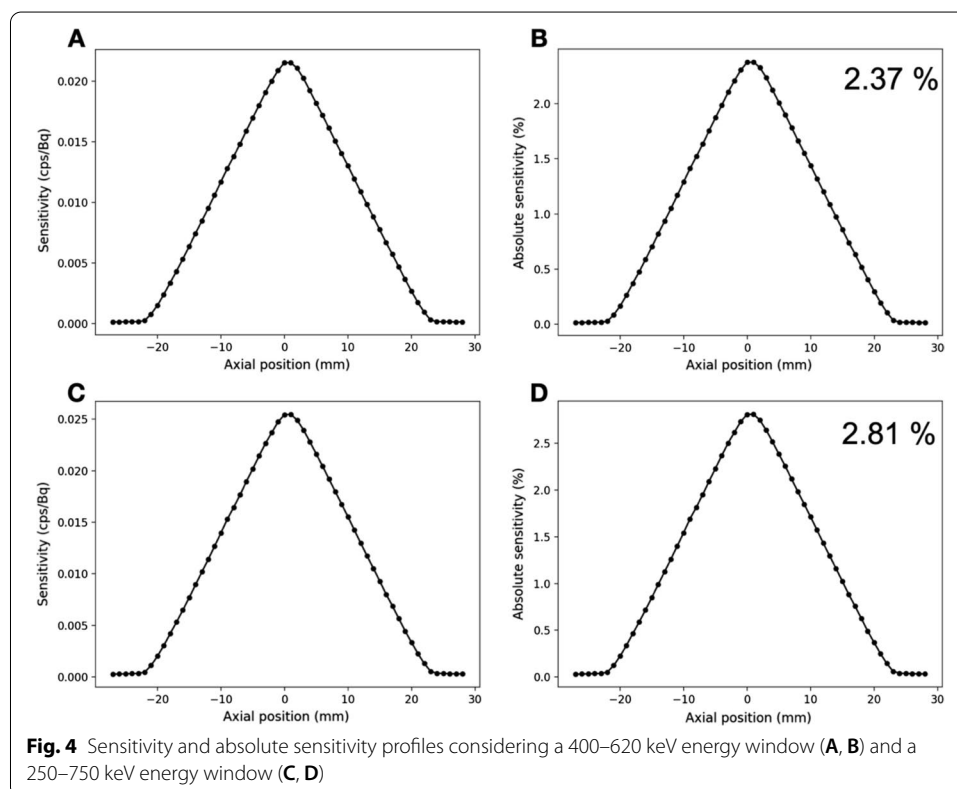 A
B
2.37 %
Sensitivity (cps/Bq)
0.020
0.015
0.010
0.005
0.000
−20 −10 0 10 20 30
Axial position (mm)
Absolute sensitivity (%)
2.0
1.5
1.0
0.5
0.0
−20 −10 0 10 20 30
Axial position (mm)
C
D
2.81 %
Sensitivity (cps/Bq)
0.025
0.020
0.015
0.010
0.005
0.000
−20 −10 0 10 20 30
Axial position (mm)
Absolute sensitivity (%)
2.5
2.0
1.5
1.0
0.5
0.0
−20 −10 0 10 20 30
Axial position (mm)
Fig. 4 Sensitivity and absolute sensitivity profiles considering a 400–620 keV energy window (A, B) and a
250–750 keV energy window (C, D)